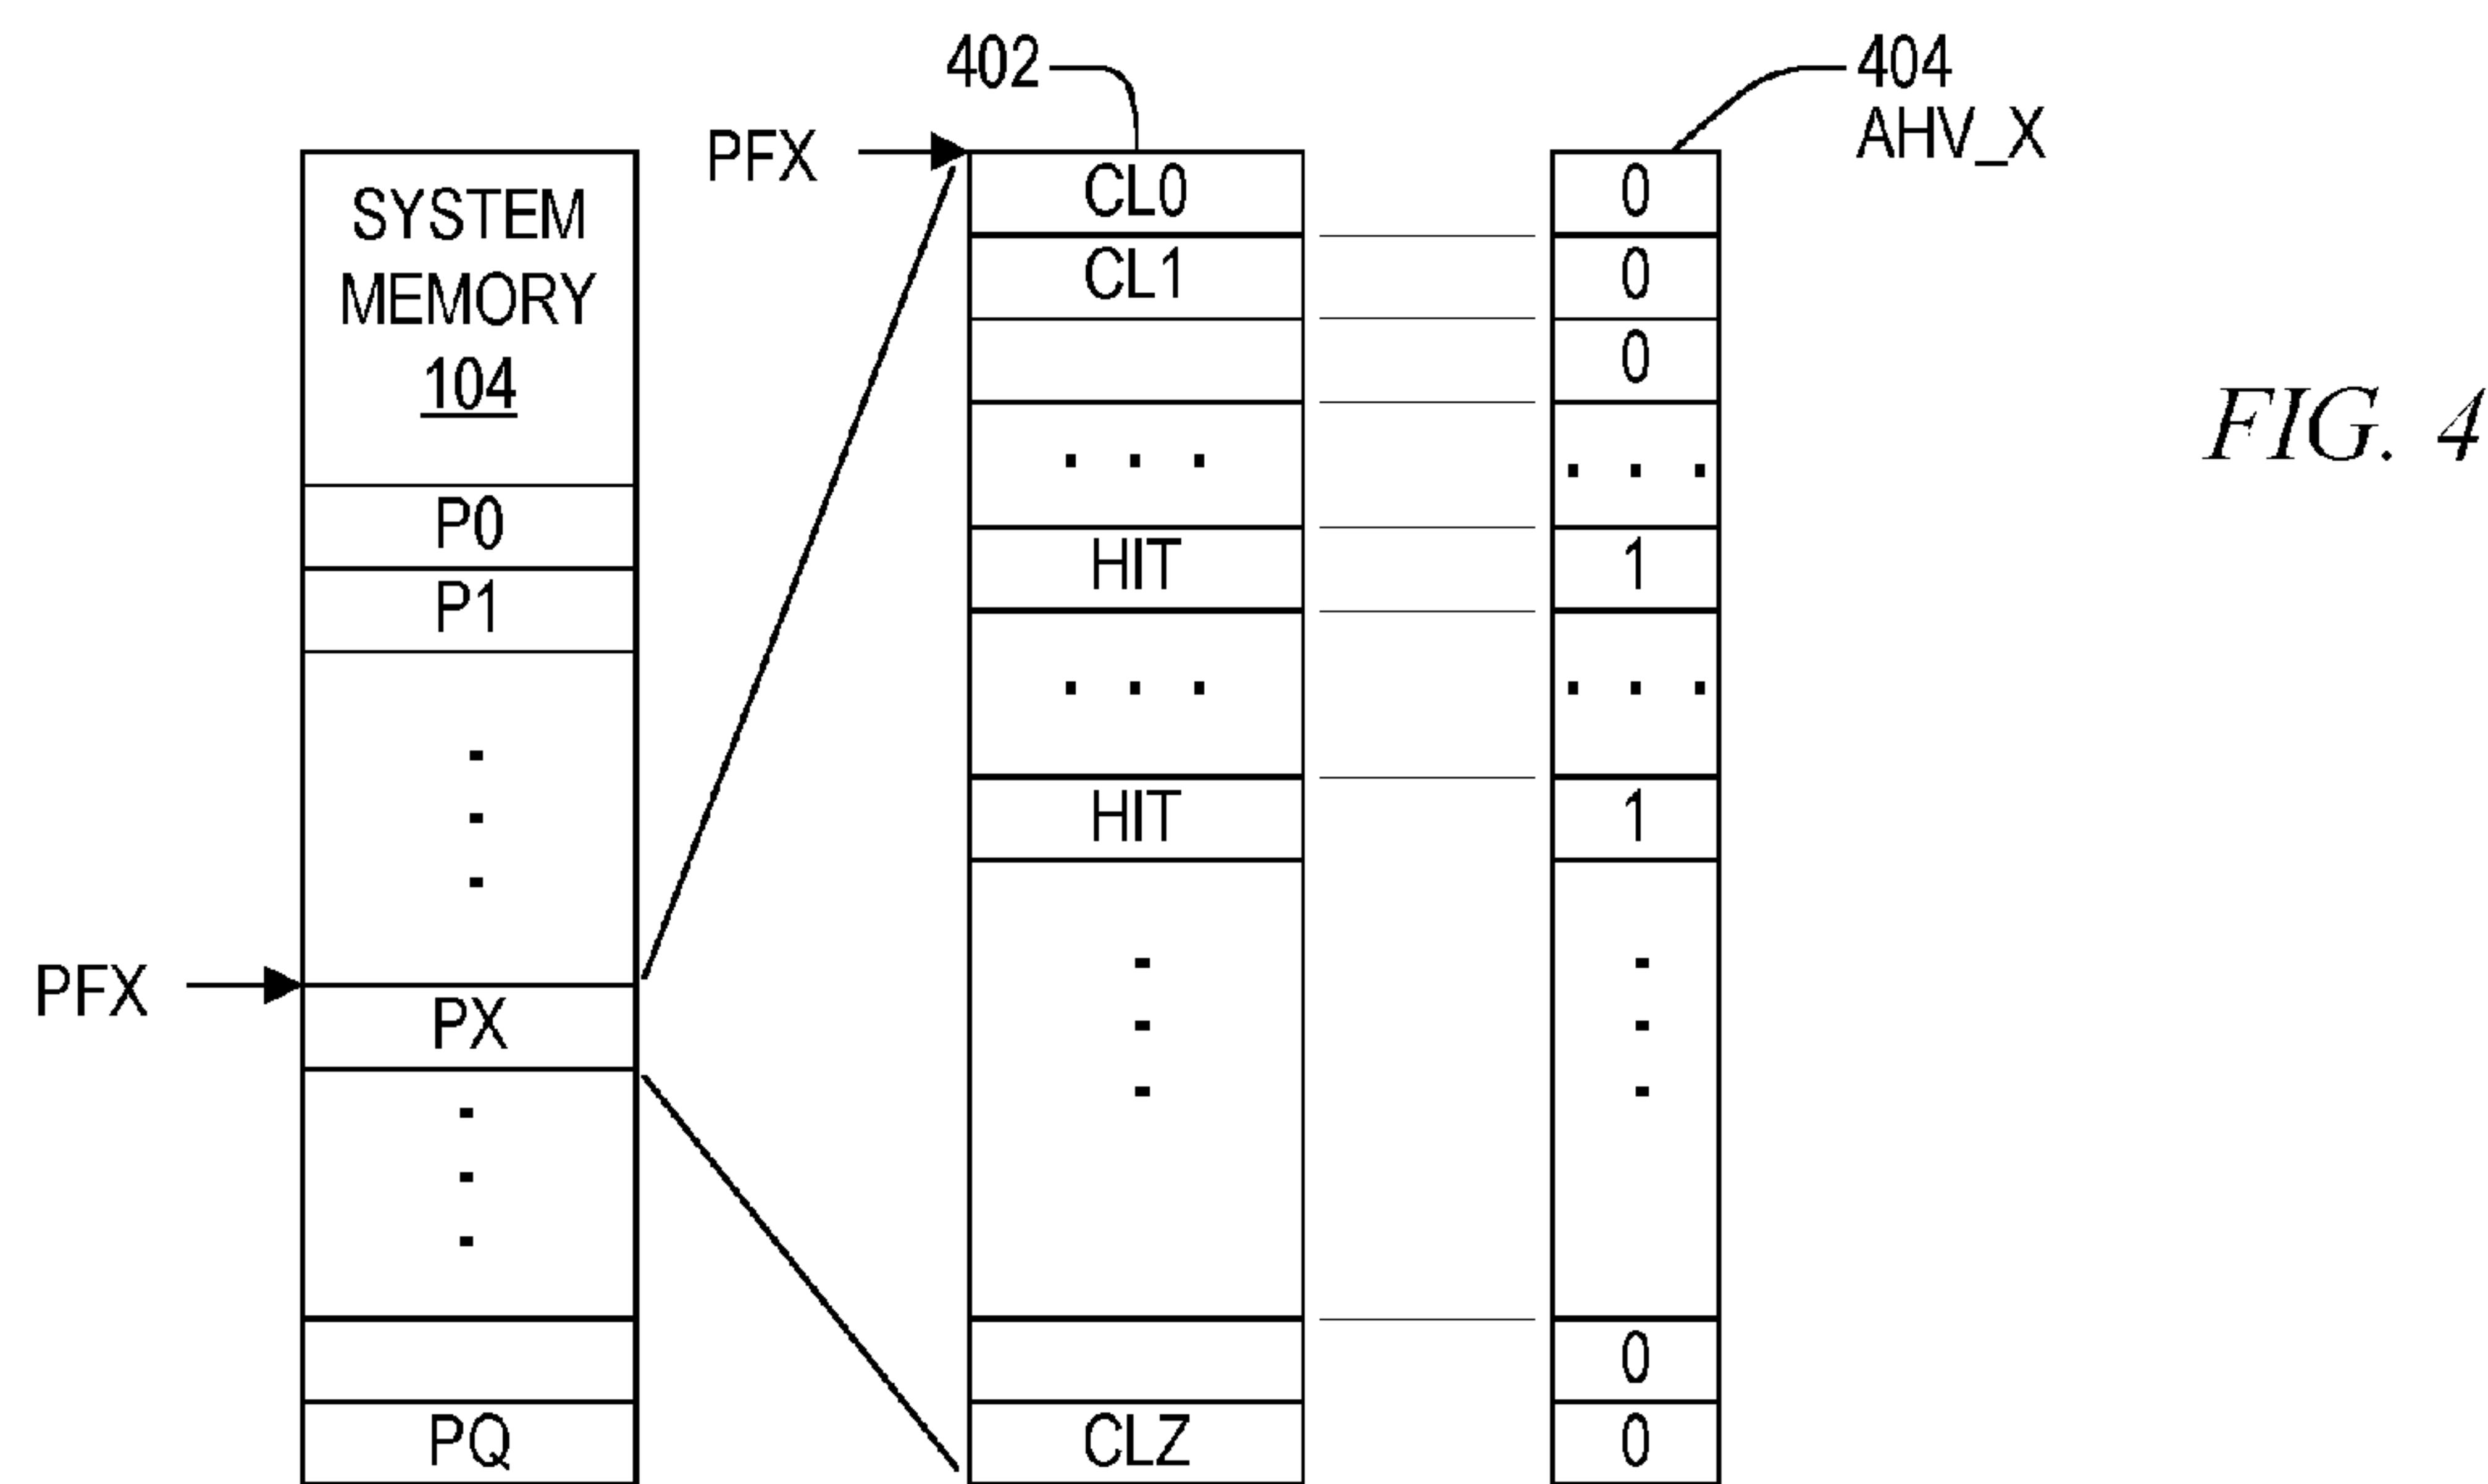 402
404
AHV_X
PFX
SYSTEM
MEMORY
104
P0
P1
. . .
PFX
PX
. . .
PQ
CL0
CL1
. . .
HIT
. . .
HIT
. . .
CLZ
0
0
0
. . .
1
. . .
1
. . .
0
0
FIG. 4